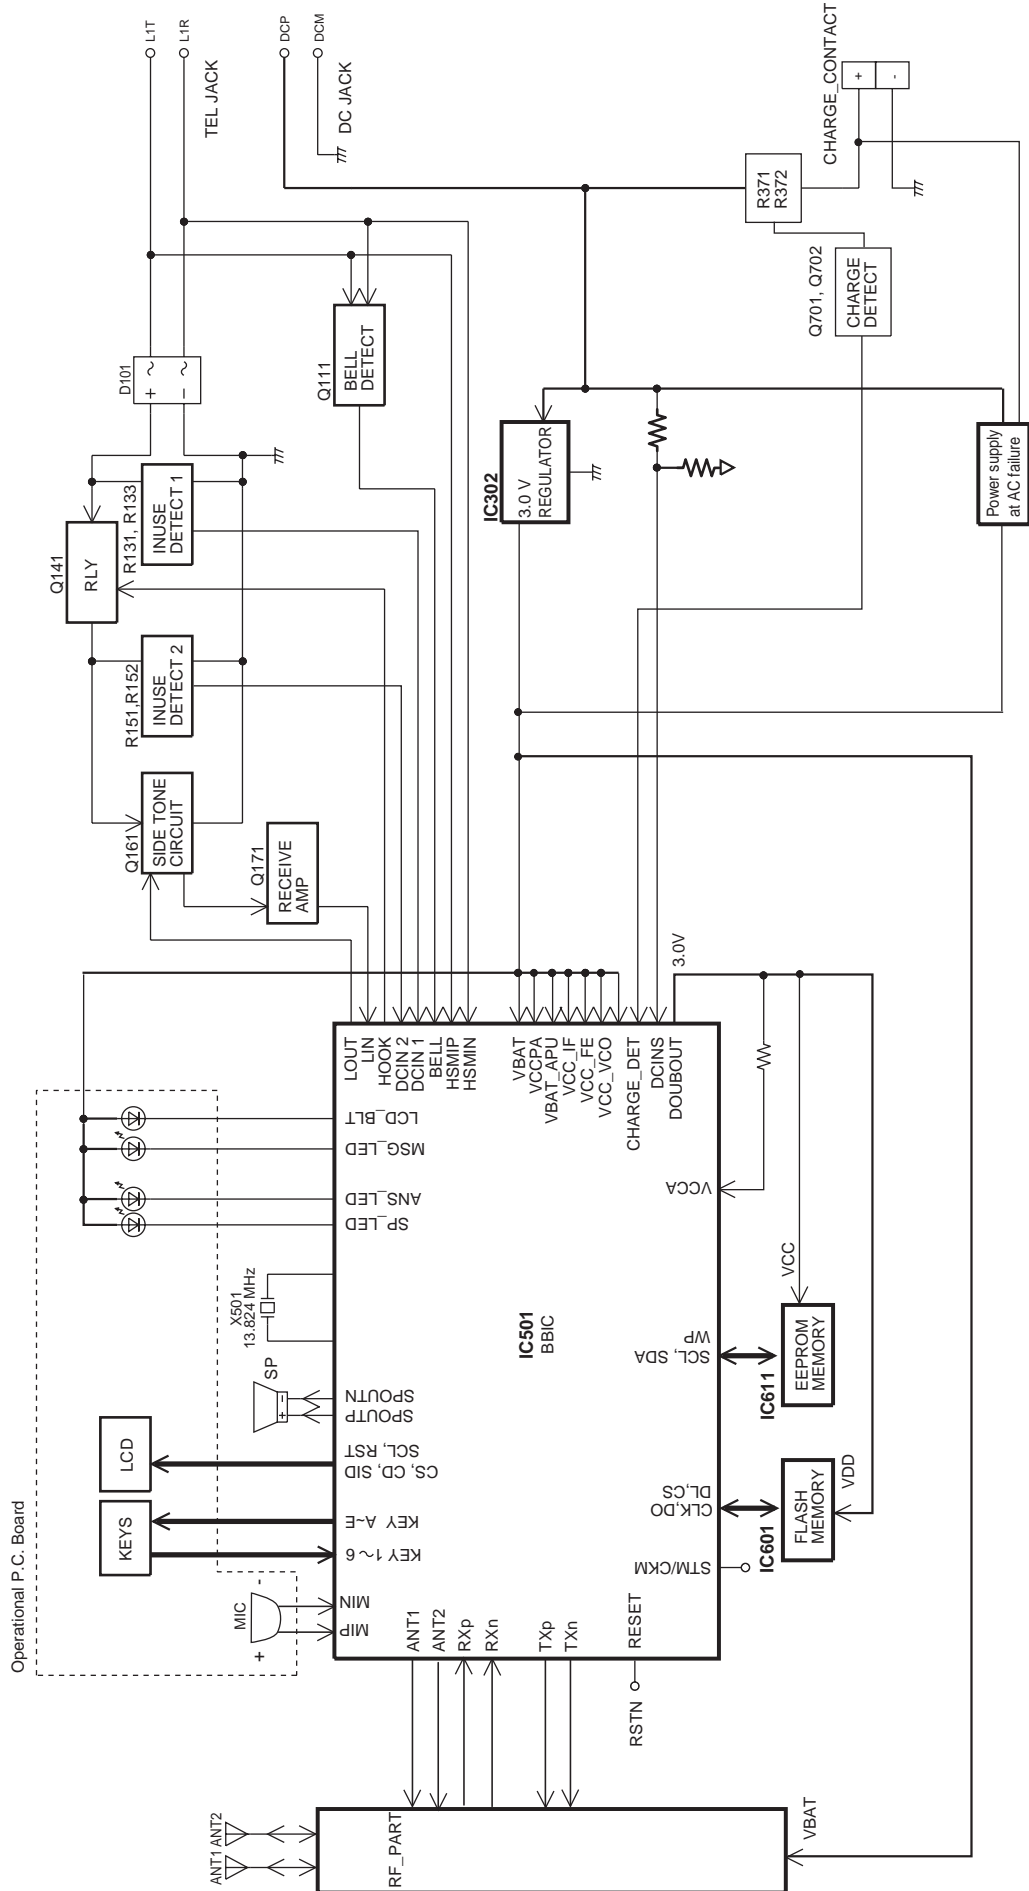 L1T
L1R
TEL JACK
DCP
DCM
DC JACK
CHARGE_CONTACT
+
-
R371
R372
Q701, Q702
CHARGE
DETECT
D101
+ ~
− ~
Q111
BELL
DETECT
Q141
RLY
R131, R133
INUSE
DETECT 1
R151,R152
INUSE
DETECT 2
Q161
SIDE TONE
CIRCUIT
Q171
RECEIVE
AMP
IC302
3.0 V
REGULATOR
Power supply
at AC failure
3.0V
LOUT
LIN
HOOK
DCIN 2
DCIN 1
BELL
HSMIP
HSMIN
VBAT
VCCPA
VBAT_APU
VCC_IF
VCC_FE
VCC_VCO
CHARGE_DET
DCINS
DOUBOUT
LCD_BLT
MSG_LED
ANS_LED
SP_LED
X501
13.824 MHz
SP
- +
SPOUTN
SPOUTP
LCD
SCL, RST
CS, CD, SID
KEYS
KEY A~E
KEY 1~6
MIC
-
+
MIN
MIP
Operational P.C. Board
IC501
BBIC
VCCA
VCC
WP
SCL, SDA
IC611
EEPROM
MEMORY
DL,CS
CLK,DO
IC601
FLASH
MEMORY
VDD
STM/CKM
ANT1
ANT2
RXp
RXn
TXp
TXn
RESET
RSTN
ANT1 ANT2
RF_PART
VBAT